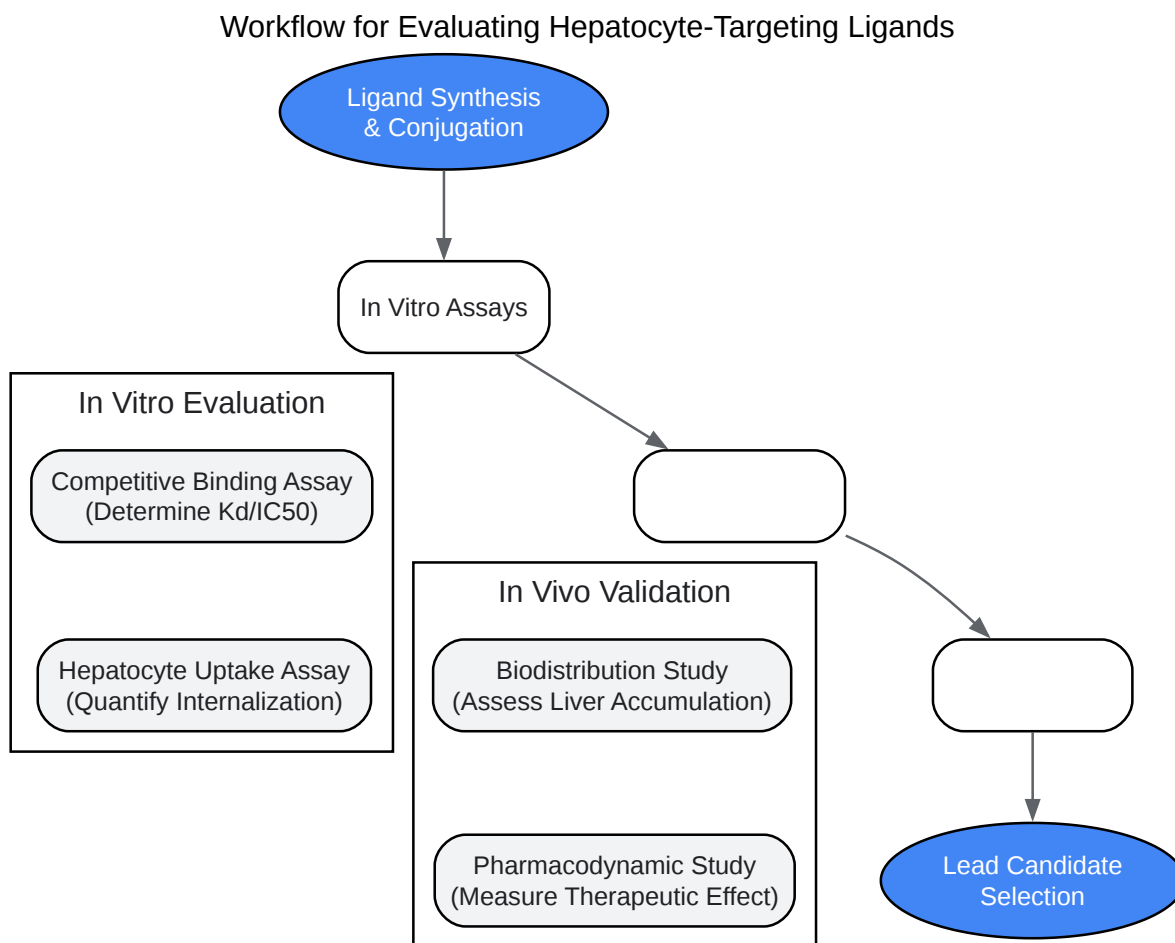 Workflow for Evaluating Hepatocyte-Targeting Ligands
Ligand Synthesis
& Conjugation
In Vitro Assays
In Vitro Evaluation
Competitive Binding Assay
(Determine Kd/IC50)
Hepatocyte Uptake Assay
(Quantify Internalization)
In Vivo Validation
Biodistribution Study
(Assess Liver Accumulation)
Pharmacodynamic Study
(Measure Therapeutic Effect)
Lead Candidate
Selection